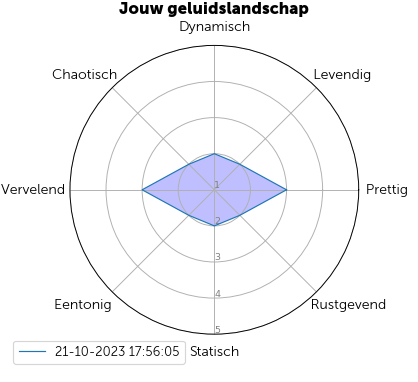 Jouw geluidslandschap
Dynamisch
Chaotisch
Levendig
Vervelend
1
Prettig
2
3
4
Eentonig
Rustgevend
5
21-10-2023 17:56:05
Statisch